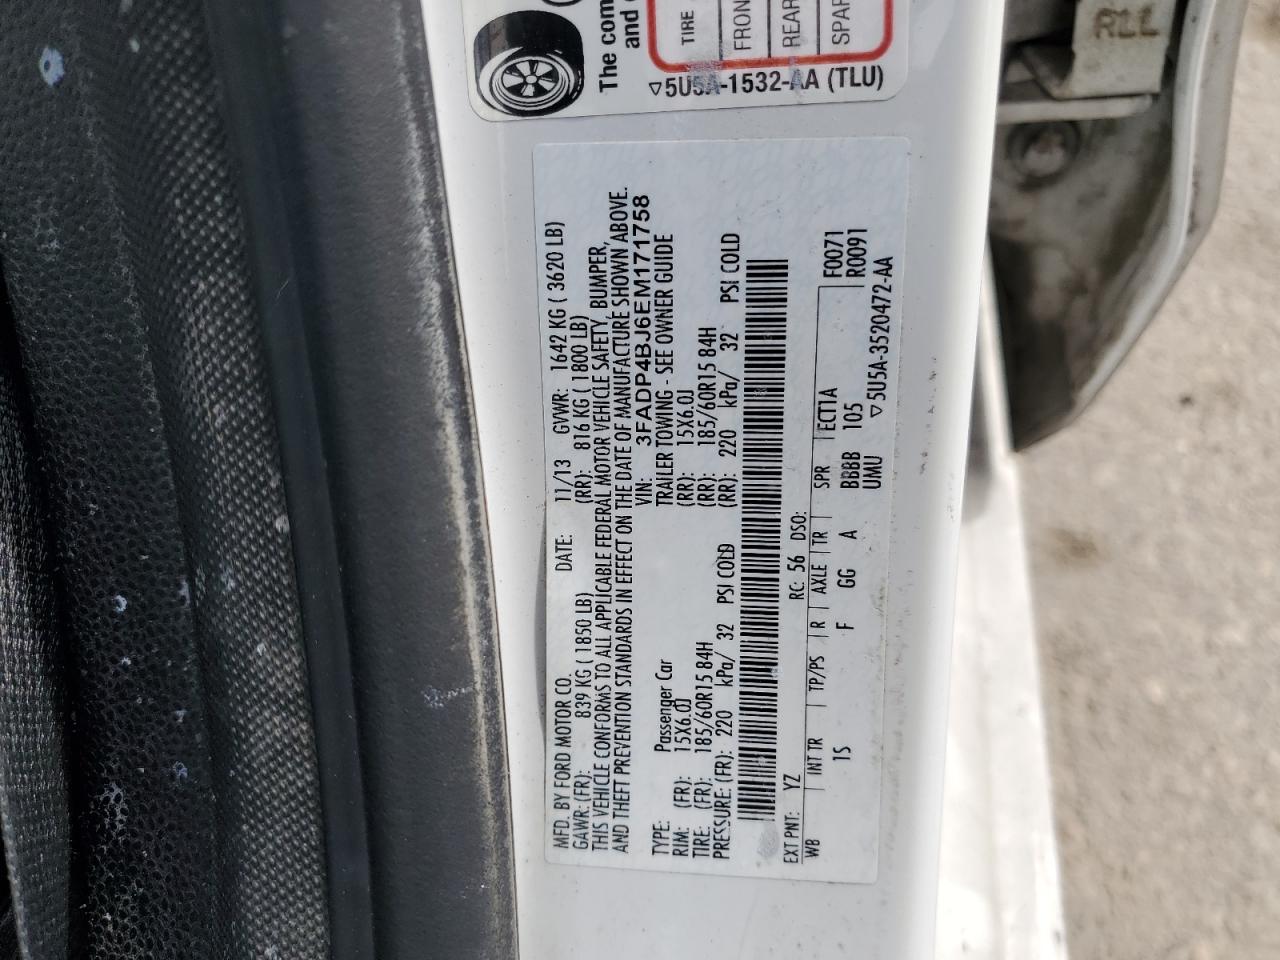 The com
and
TIRE
FRON
REAR
SPAR
▽5U5A-1532-AA (TLU)
RLL
MFD. BY FORD MOTOR CO. DATE: 11/13 GVWR: 1642 KG ( 3620 LB)
GAWR: (FR): 839 KG ( 1850 LB) (RR): 816 KG ( 1800 LB)
THIS VEHICLE CONFORMS TO ALL APPLICABLE FEDERAL MOTOR VEHICLE SAFETY, BUMPER,
AND THEFT PREVENTION STANDARDS IN EFFECT ON THE DATE OF MANUFACTURE SHOWN ABOVE.
VIN: 3FADP4BJ6EM171758
TYPE: Passenger Car TRAILER TOWING - SEE OWNER GUIDE
RIM: (FR): 15X6.0J (RR): 15X6.0J
TIRE: (FR): 185/60R15 84H (RR): 185/60R15 84H
PRESSURE: (FR): 220 kPa/ 32 PSI COLD (RR): 220 kPa/ 32 PSI COLD
EXT PNT: YZ RC: 56 DSO:
WB INT TR TP/PS R AXLE TR SPR ECT1A F0071
1S F GG A BBBB 105 R0091
UMU ▽5U5A-3520472-AA